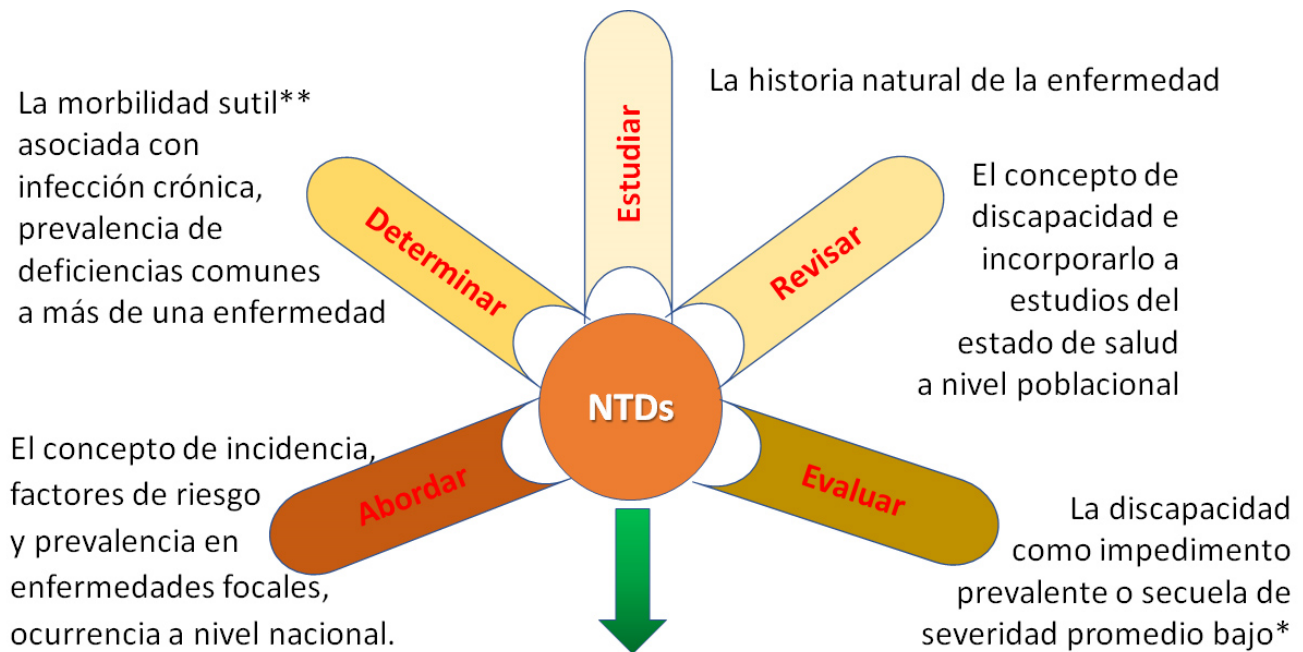 La morbilidad sutil**
asociada con
infección crónica,
prevalencia de
deficiencias comunes
a más de una enfermedad
Determinar
Estudiar
La historia natural de la enfermedad
Revisar
El concepto de
discapacidad e
incorporarlo a
estudios del
estado de salud
a nivel poblacional
NTDs
El concepto de incidencia,
factores de riesgo
y prevalencia en
enfermedades focales,
ocurrencia a nivel nacional.
Abordar
Evaluar
La discapacidad
como impedimento
prevalente o secuela de
severidad promedio bajo*